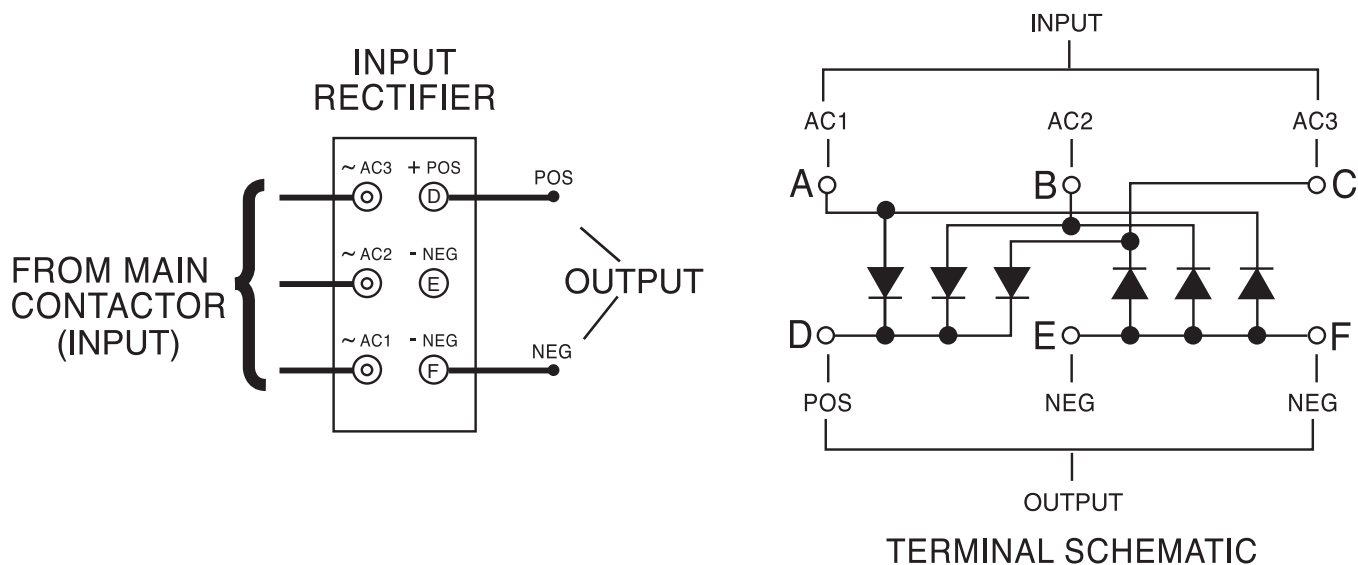 INPUT
RECTIFIER
~ AC3 + POS
D
POS
~ AC2 - NEG
E
FROM MAIN
CONTACTOR
(INPUT)
OUTPUT
~ AC1 - NEG
F
NEG
INPUT
AC1 AC2 AC3
A B C
D E F
POS NEG NEG
OUTPUT
TERMINAL SCHEMATIC